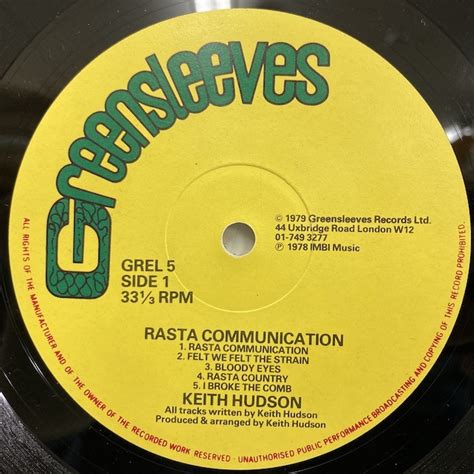 Greensleeves
© 1979 Greensleeves Records Ltd.
44 Uxbridge Road London W12
01-749 3277
℗ 1978 IMBI Music
GREL 5
SIDE 1
33⅓ RPM
RASTA COMMUNICATION
1. RASTA COMMUNICATION
2. FELT WE FELT THE STRAIN
3. BLOODY EYES
4. RASTA COUNTRY
5. I BROKE THE COMB
KEITH HUDSON
All tracks written by Keith Hudson
Produced & arranged by Keith Hudson
ALL RIGHTS OF THE MANUFACTURER AND OF THE OWNER OF THE RECORDED WORK RESERVED · UNAUTHORISED PUBLIC PERFORMANCE BROADCASTING AND COPYING OF THIS RECORD PROHIBITED.